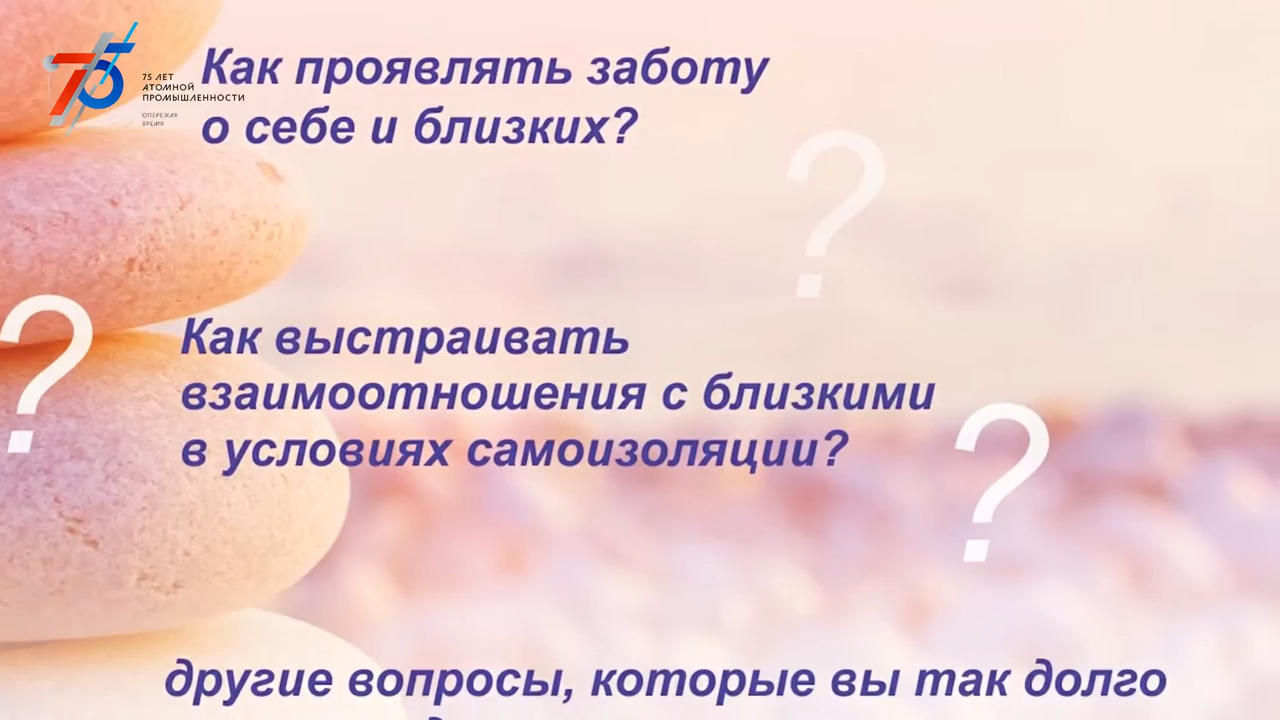 75
75 ЛЕТ
АТОМНОЙ
ПРОМЫШЛЕННОСТИ
ОПЕРЕЖАЯ
ВРЕМЯ
Как проявлять заботу
о себе и близких?
?
?
Как выстраивать
взаимоотношения с близкими
в условиях самоизоляции?
?
другие вопросы, которые вы так долго